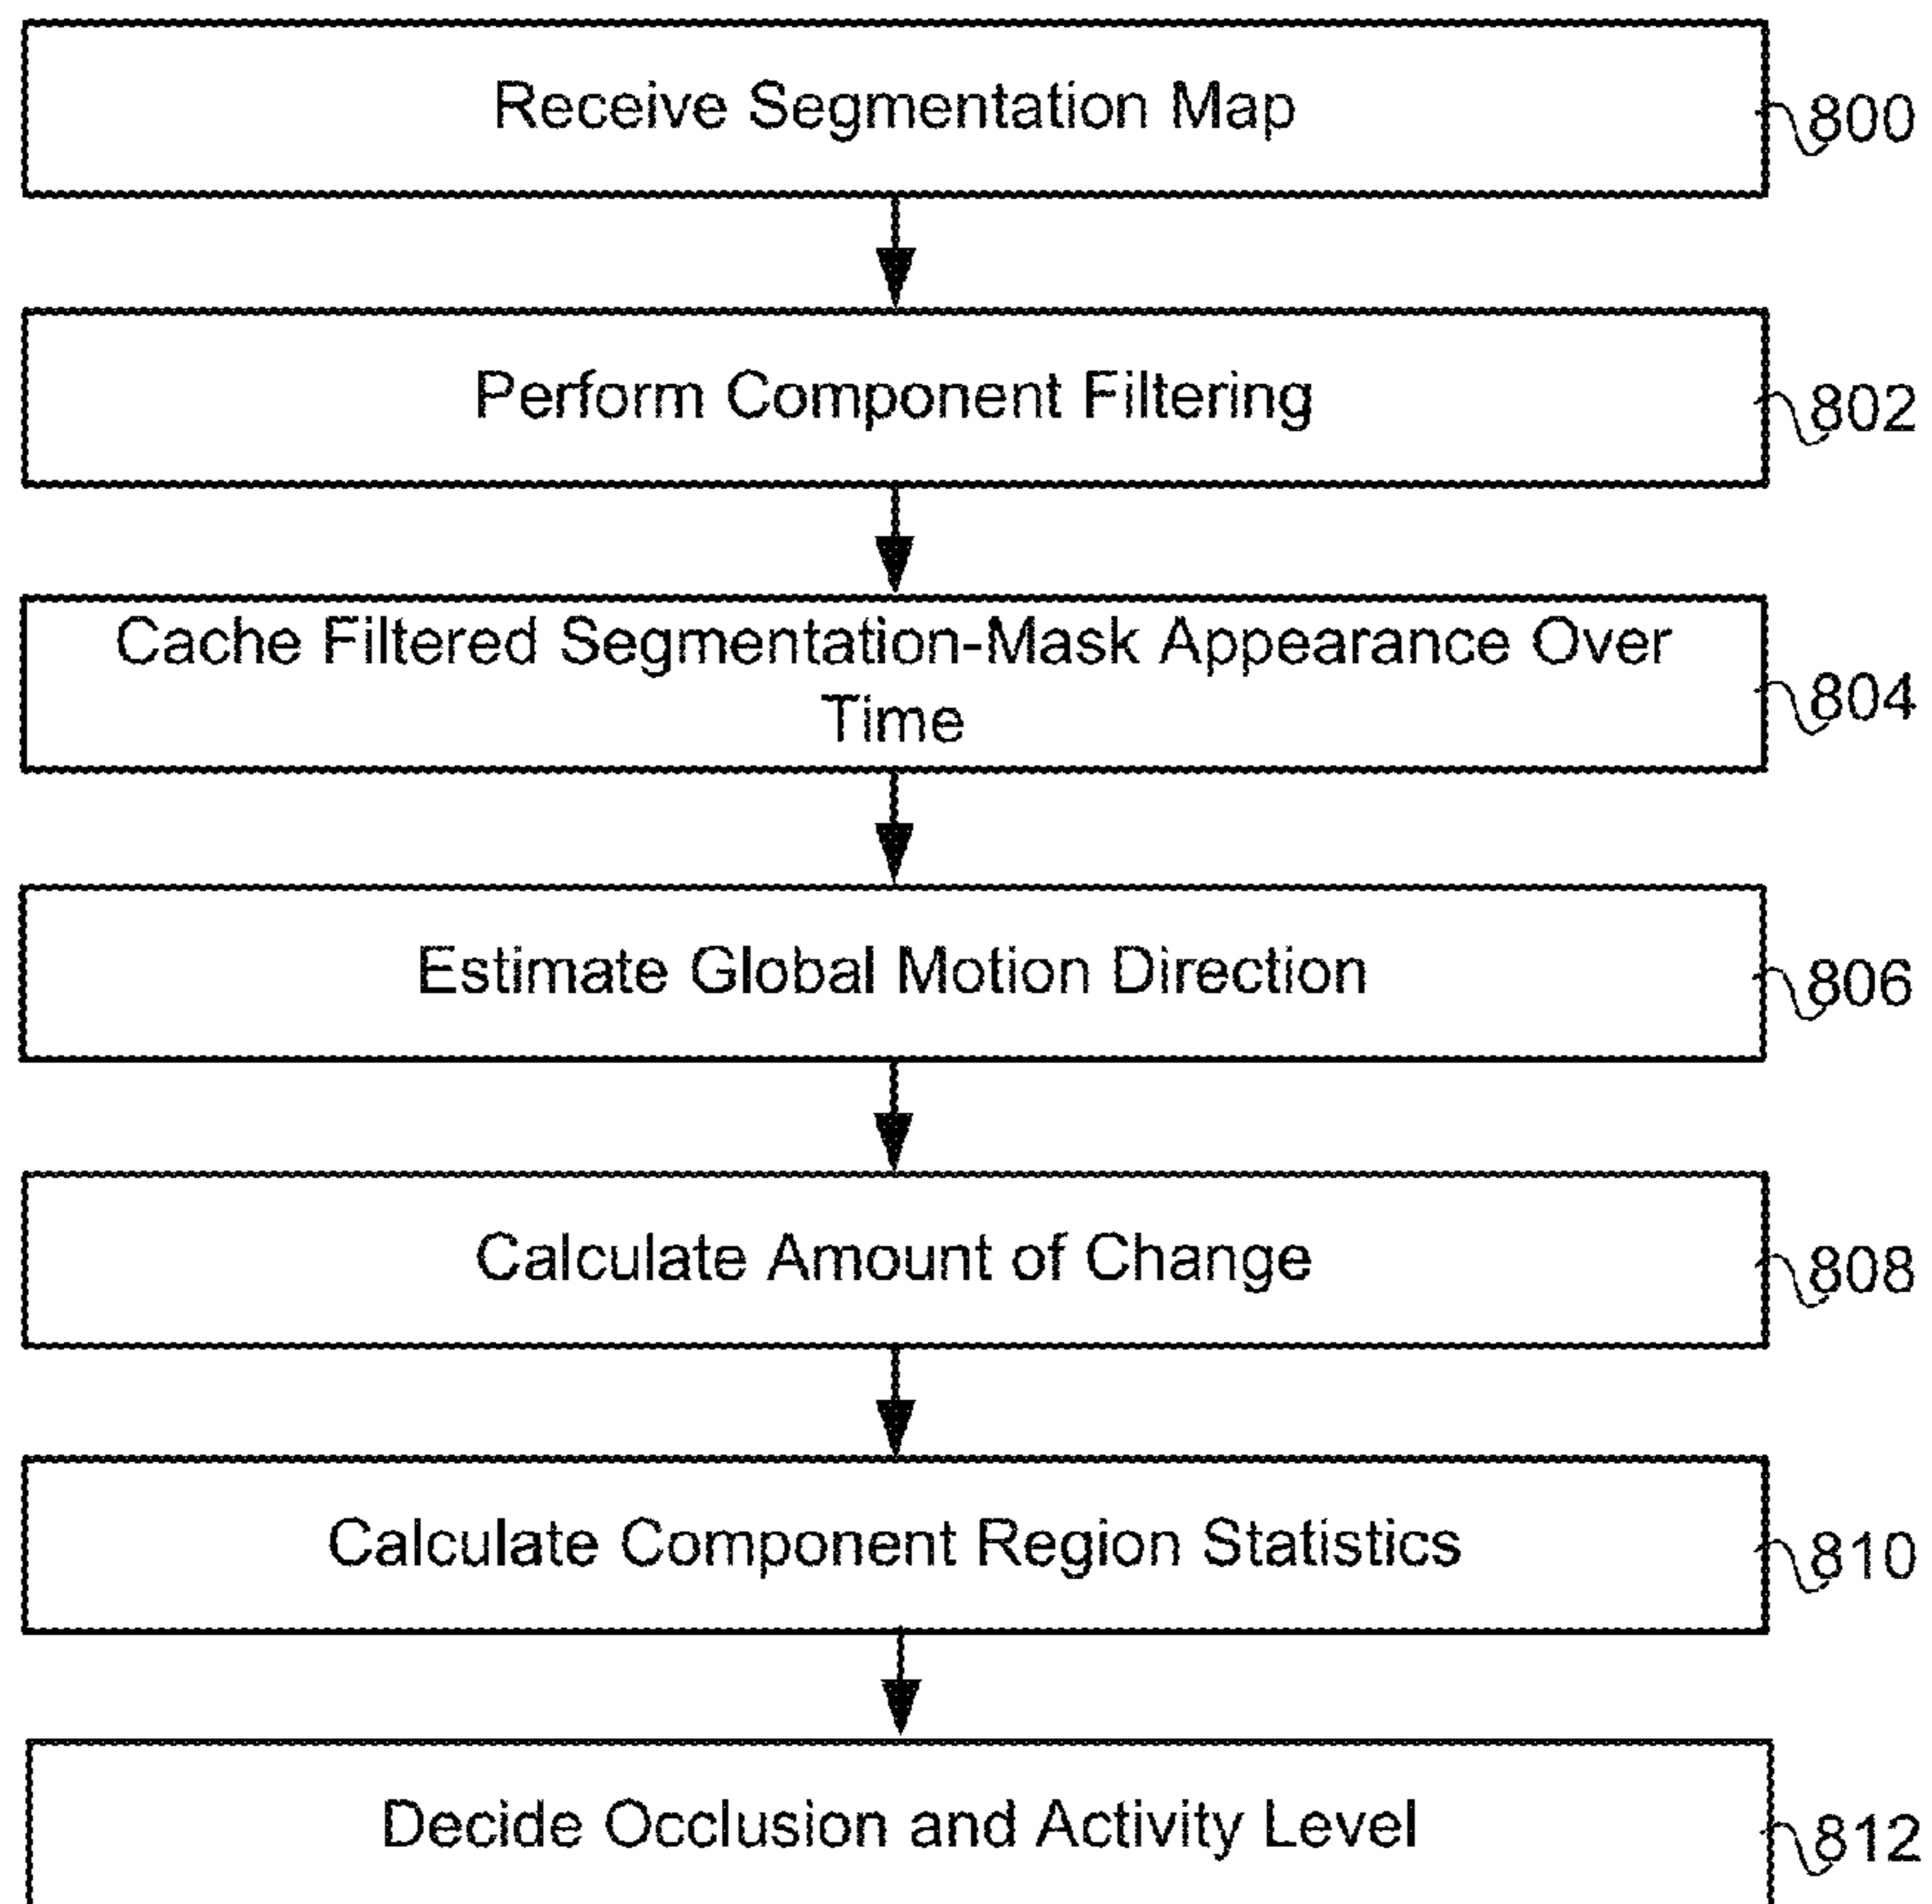 Receive Segmentation Map
800
Perform Component Filtering
802
Cache Filtered Segmentation-Mask Appearance Over
Time
804
Estimate Global Motion Direction
806
Calculate Amount of Change
808
Calculate Component Region Statistics
810
Decide Occlusion and Activity Level
812